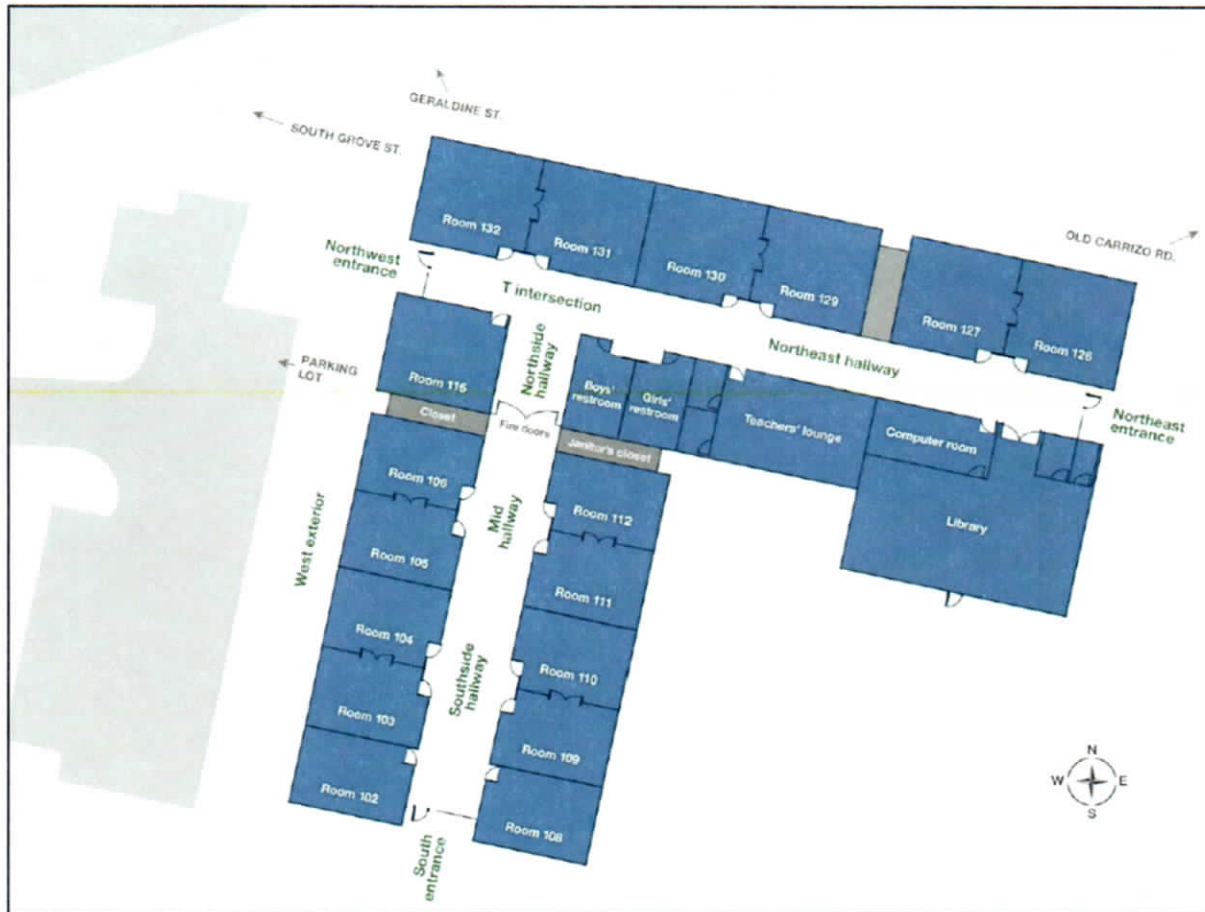 GERALDINE ST.
SOUTH GROVE ST.
OLD CARRIZO RD.
Room 132
Room 131
Room 130
Room 129
Room 127
Room 126
Northwest
entrance
T intersection
Northeast hallway
Northside
hallway
PARKING
LOT
Room 116
Closet
Fire doors
Boys'
restroom
Girls'
restroom
Janitor's closet
Teachers' lounge
Computer room
Northeast
entrance
Library
West exterior
Room 106
Mid
hallway
Room 112
Room 105
Room 111
Room 104
Room 110
Southside
hallway
Room 103
Room 109
Room 102
Room 108
South
entrance
N
W
E
S